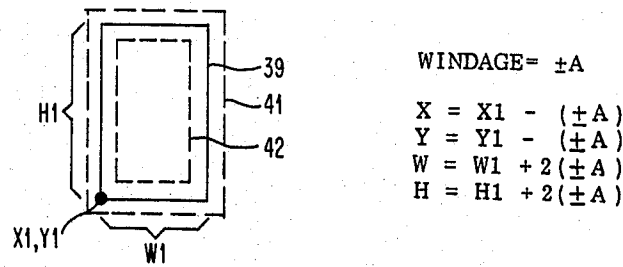 39
41
42
H1
X1,Y1
W1
WINDAGE= ±A
X = X1 - (±A)
Y = Y1 - (±A)
W = W1 + 2(±A)
H = H1 + 2(±A)